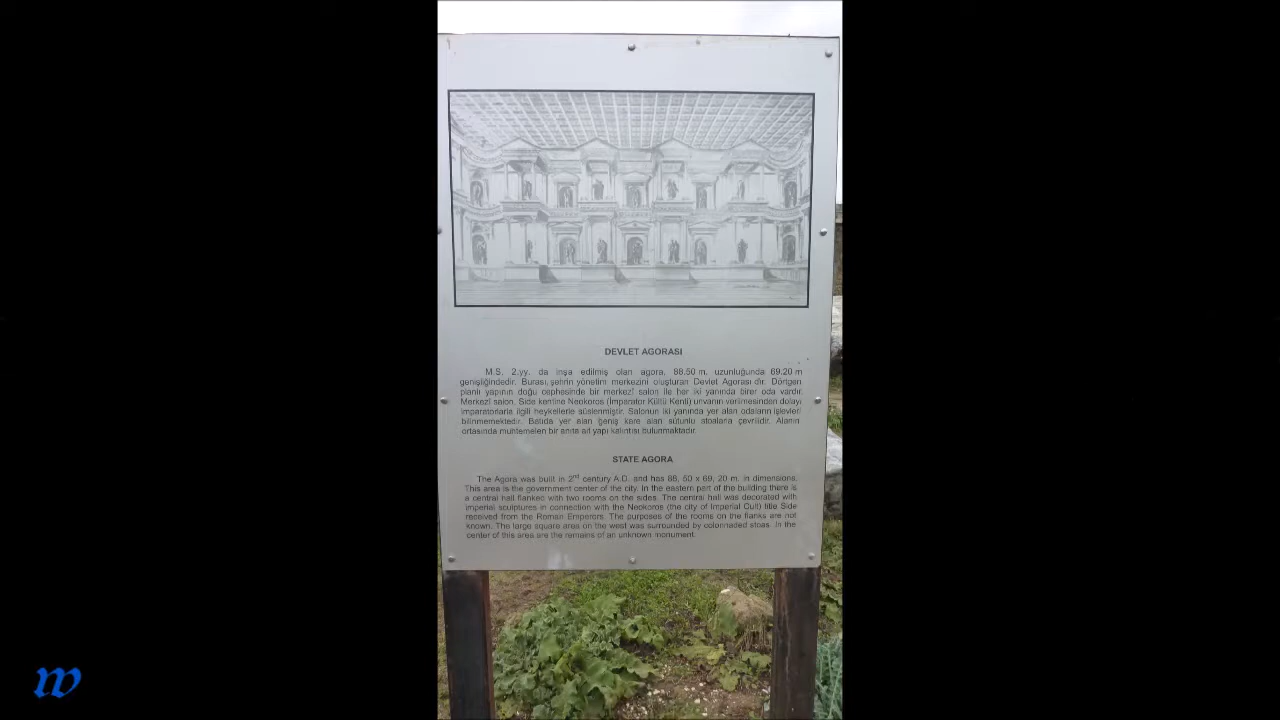 DEVLET AGORASI
M.S. 2.yy. da inşa edilmiş olan agora, 88.50 m. uzunluğunda 69.20 m
genişliğindedir. Burası, şehrin yönetim merkezini oluşturan Devlet Agorası dır. Dörtgen
planlı yapının doğu cephesinde bir merkezî salon ile her iki yanında birer oda vardır.
Merkezî salon, Side kentine Neokoros (İmparator Kültü Kenti) unvanın verilmesinden dolayı
imparatorlarla ilgili heykellerle süslenmiştir. Salonun iki yanında yer alan odaların işlevleri
bilinmemektedir. Batıda yer alan geniş kare alan sütunlu stoalarla çevrilidir. Alanın
ortasında muhtemelen bir anıta ait yapı kalıntısı bulunmaktadır.
STATE AGORA
The Agora was built in 2nd century A.D. and has 88, 50 x 69, 20 m. in dimensions.
This area is the government center of the city. In the eastern part of the building there is
a central hall flanked with two rooms on the sides. The central hall was decorated with
imperial sculptures in connection with the Neokoros (the city of Imperial Cult) title Side
received from the Roman Emperors. The purposes of the rooms on the flanks are not
known. The large square area on the west was surrounded by colonnaded stoas. In the
center of this area are the remains of an unknown monument.
w